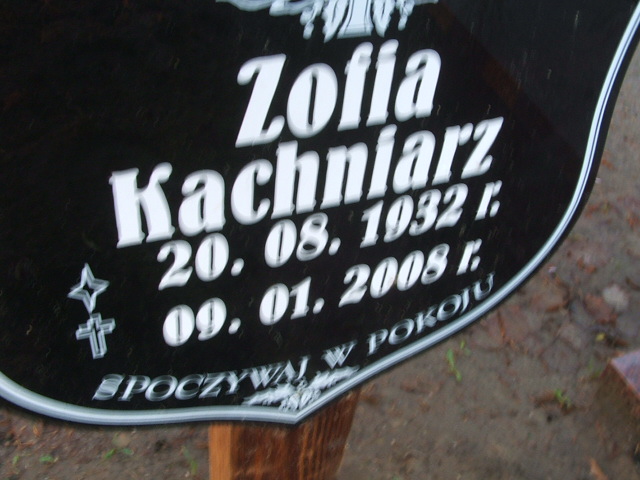 Zofia
Kachniarz
20. 08. 1932 r.
09. 01. 2008 r.
SPOCZYWAJ W POKOJU